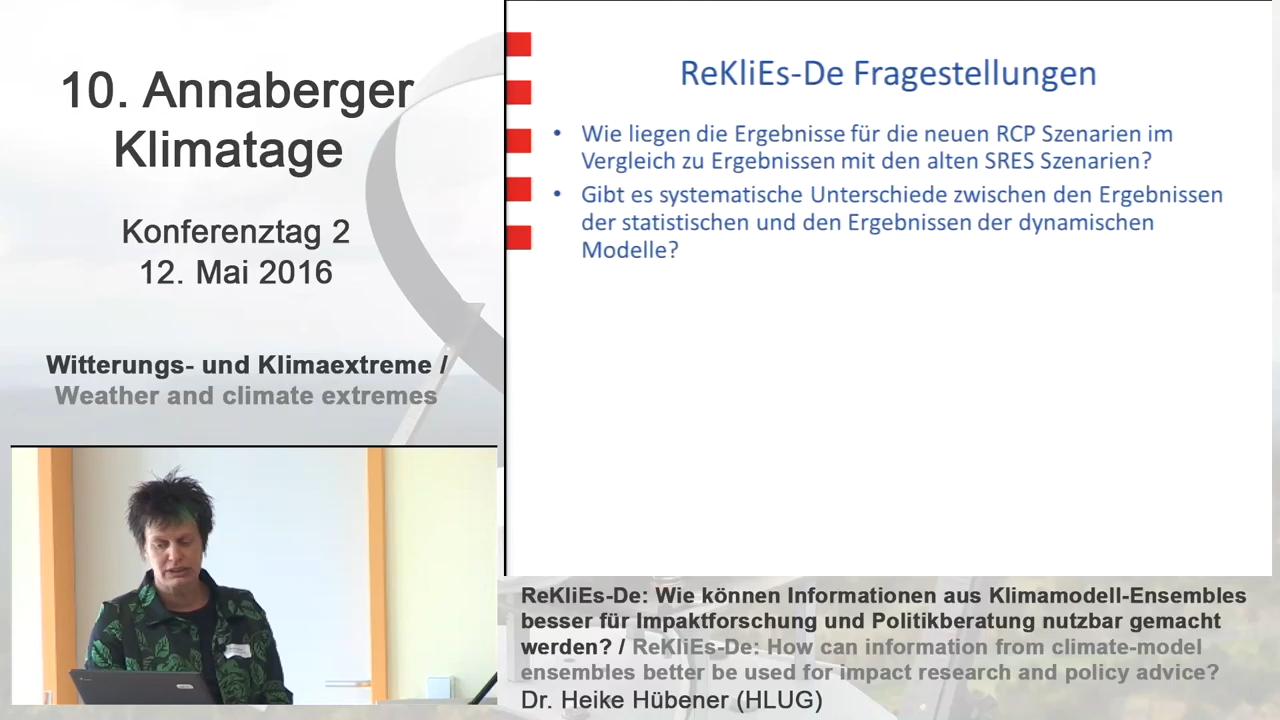 10. Annaberger
Klimatage
Konferenztag 2
12. Mai 2016
Witterungs- und Klimaextreme /
Weather and climate extremes
ReKliEs-De Fragestellungen
• Wie liegen die Ergebnisse für die neuen RCP Szenarien im
Vergleich zu Ergebnissen mit den alten SRES Szenarien?
• Gibt es systematische Unterschiede zwischen den Ergebnissen
der statistischen und den Ergebnissen der dynamischen
Modelle?
ReKliEs-De: Wie können Informationen aus Klimamodell-Ensembles
besser für Impaktforschung und Politikberatung nutzbar gemacht
werden? / ReKliEs-De: How can information from climate-model
ensembles better be used for impact research and policy advice?
Dr. Heike Hübener (HLUG)